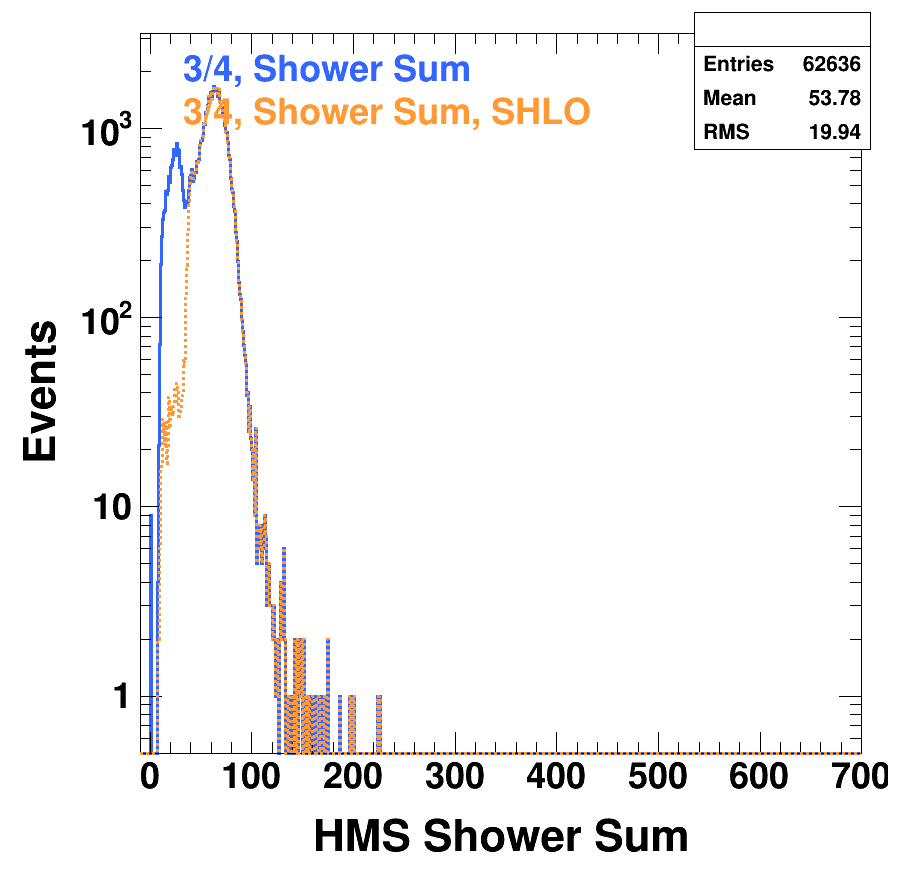 3/4, Shower Sum
3/4, Shower Sum, SHLO
Entries 62636
Mean 53.78
RMS 19.94
10³
10²
10
1
Events
0 100 200 300 400 500 600 700
HMS Shower Sum